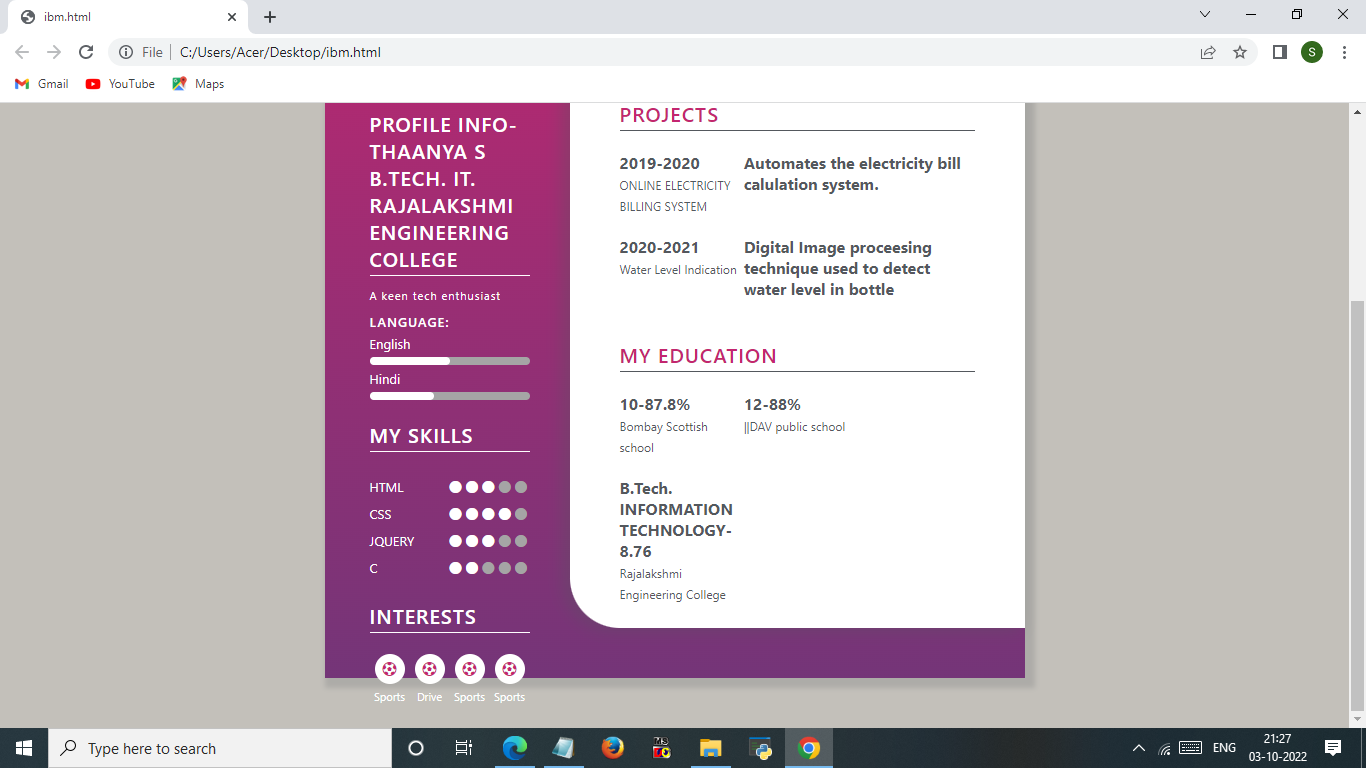 ibm.html
File
C:/Users/Acer/Desktop/ibm.html
S
Gmail
YouTube
Maps
PROFILE INFO-
THAANYA S
B.TECH. IT.
RAJALAKSHMI
ENGINEERING
COLLEGE
A keen tech enthusiast
LANGUAGE:
English
Hindi
MY SKILLS
HTML
CSS
JQUERY
C
INTERESTS
Sports Drive Sports Sports
PROJECTS
2019-2020
ONLINE ELECTRICITY
BILLING SYSTEM
Automates the electricity bill
calulation system.
2020-2021
Water Level Indication
Digital Image proceesing
technique used to detect
water level in bottle
MY EDUCATION
10-87.8%
Bombay Scottish
school
12-88%
||DAV public school
B.Tech.
INFORMATION
TECHNOLOGY-
8.76
Rajalakshmi
Engineering College
Type here to search
ENG
21:27
03-10-2022